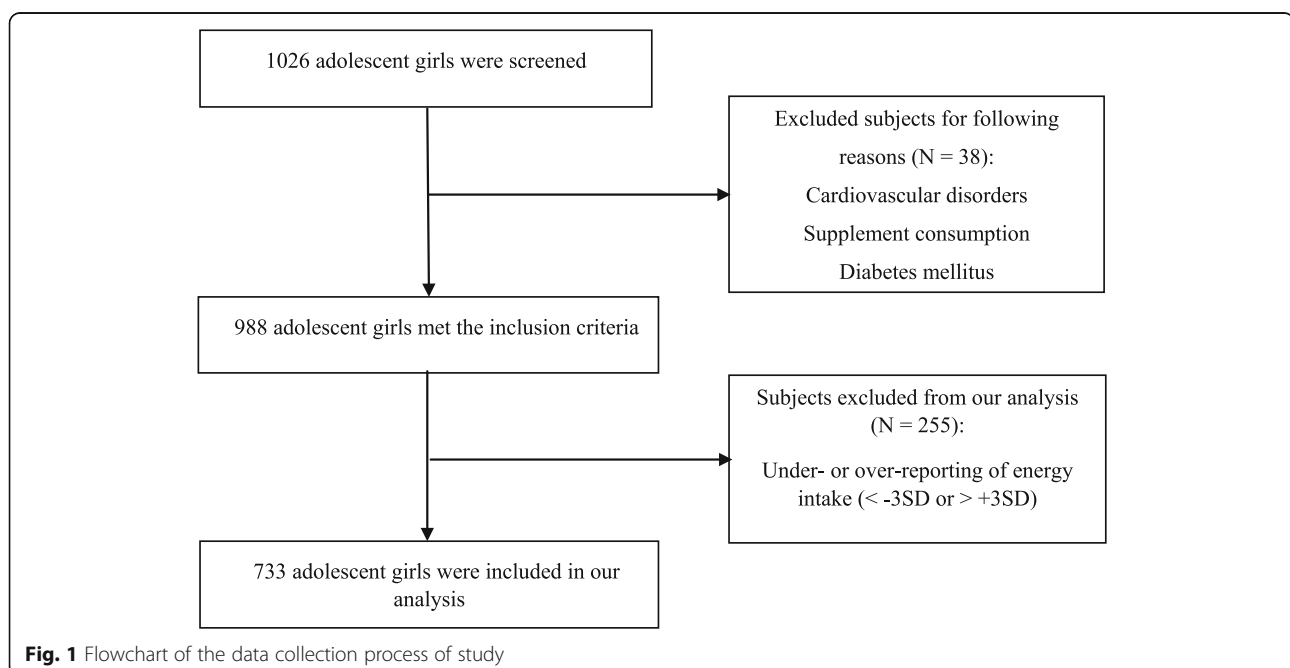 1026 adolescent girls were screened
Excluded subjects for following
reasons (N = 38):
Cardiovascular disorders
Supplement consumption
Diabetes mellitus
988 adolescent girls met the inclusion criteria
Subjects excluded from our analysis
(N = 255):
Under- or over-reporting of energy
intake (< -3SD or > +3SD)
733 adolescent girls were included in our
analysis
Fig. 1 Flowchart of the data collection process of study